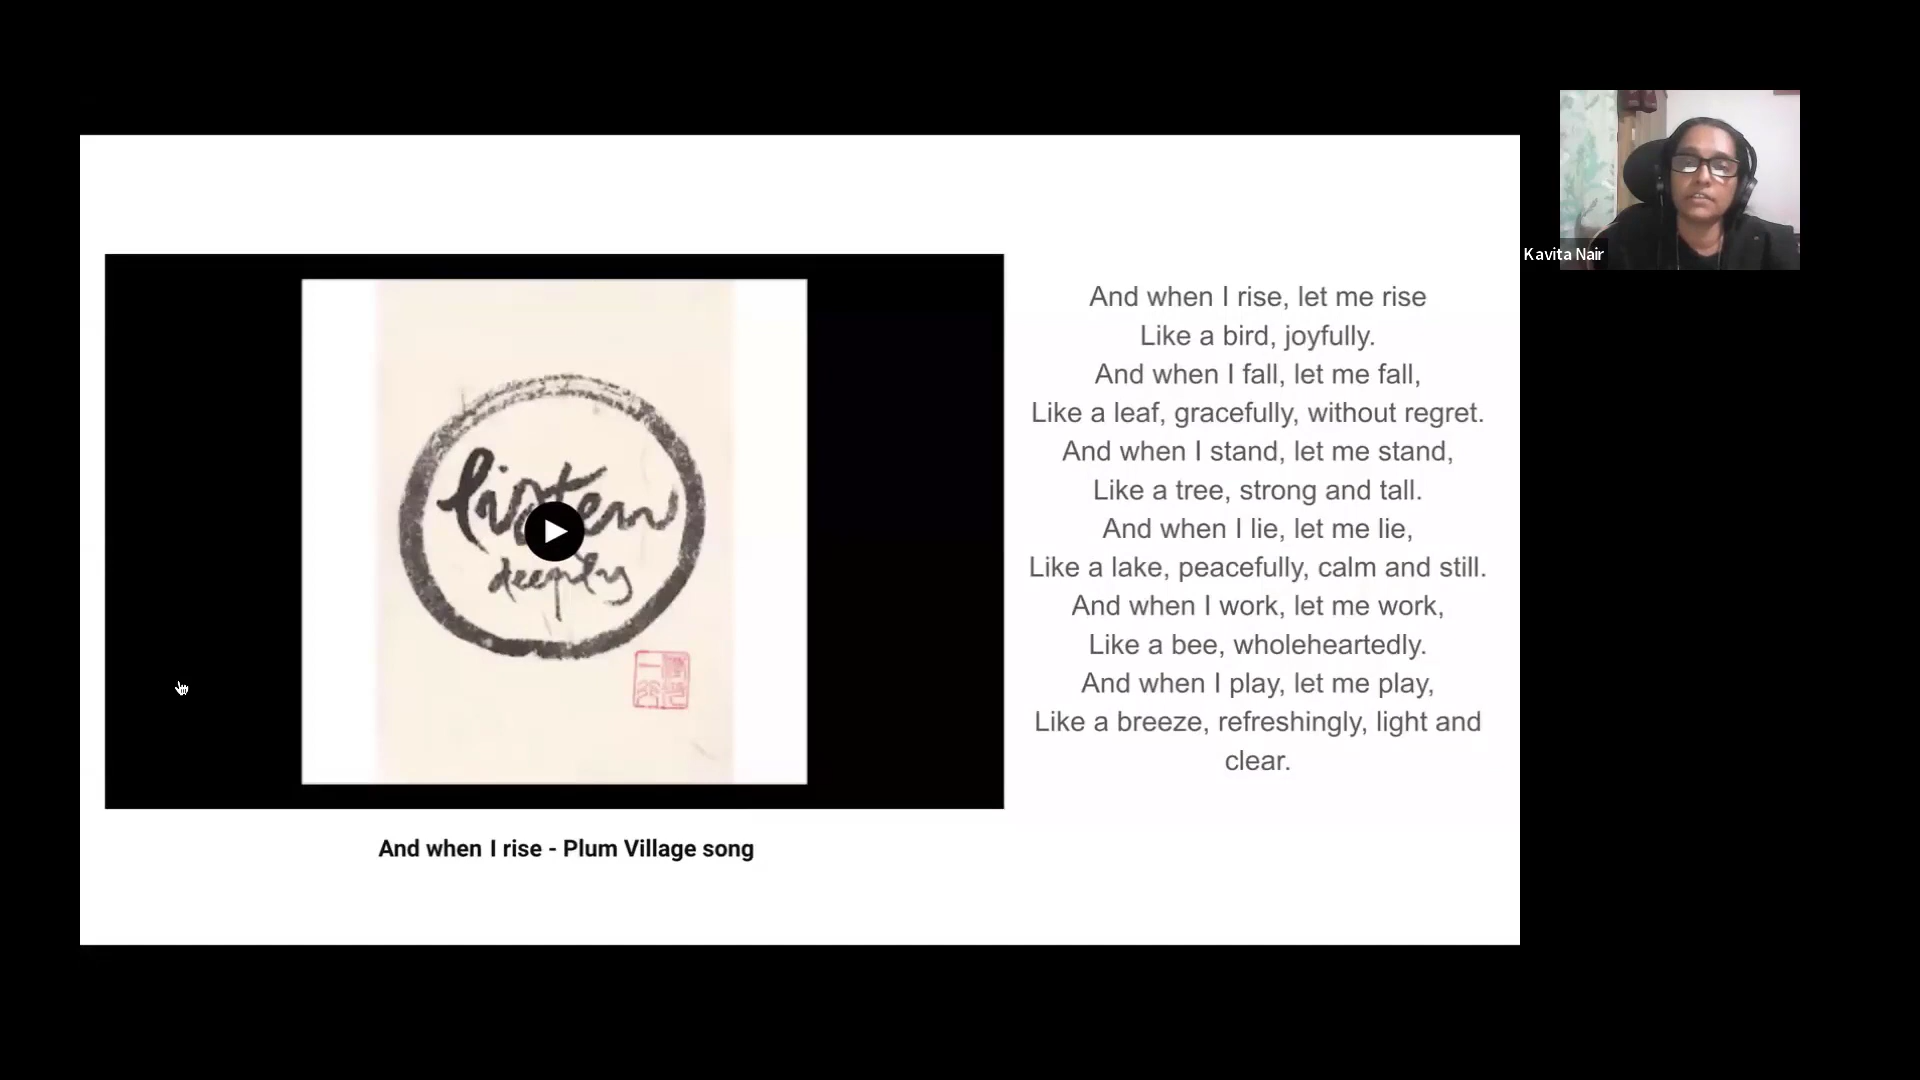 listen
deeply
And when I rise - Plum Village song
And when I rise, let me rise
Like a bird, joyfully.
And when I fall, let me fall,
Like a leaf, gracefully, without regret.
And when I stand, let me stand,
Like a tree, strong and tall.
And when I lie, let me lie,
Like a lake, peacefully, calm and still.
And when I work, let me work,
Like a bee, wholeheartedly.
And when I play, let me play,
Like a breeze, refreshingly, light and
clear.
Kavita Nair